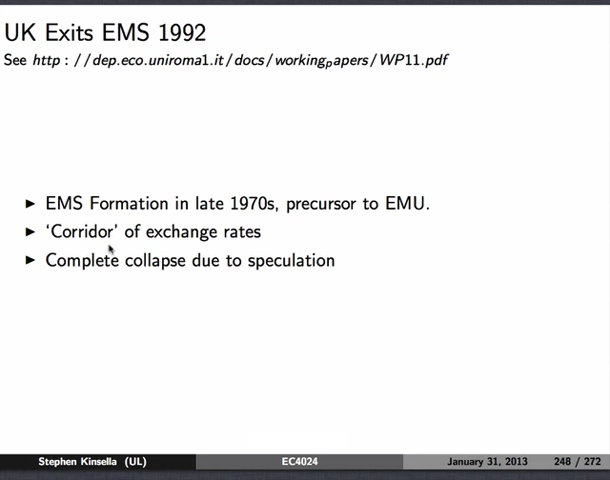 UK Exits EMS 1992
See http : //dep.eco.uniroma1.it/docs/workingpapers/WP11.pdf
► EMS Formation in late 1970s, precursor to EMU.
► ‘Corridor’ of exchange rates
► Complete collapse due to speculation
Stephen Kinsella (UL) EC4024 January 31, 2013 248 / 272